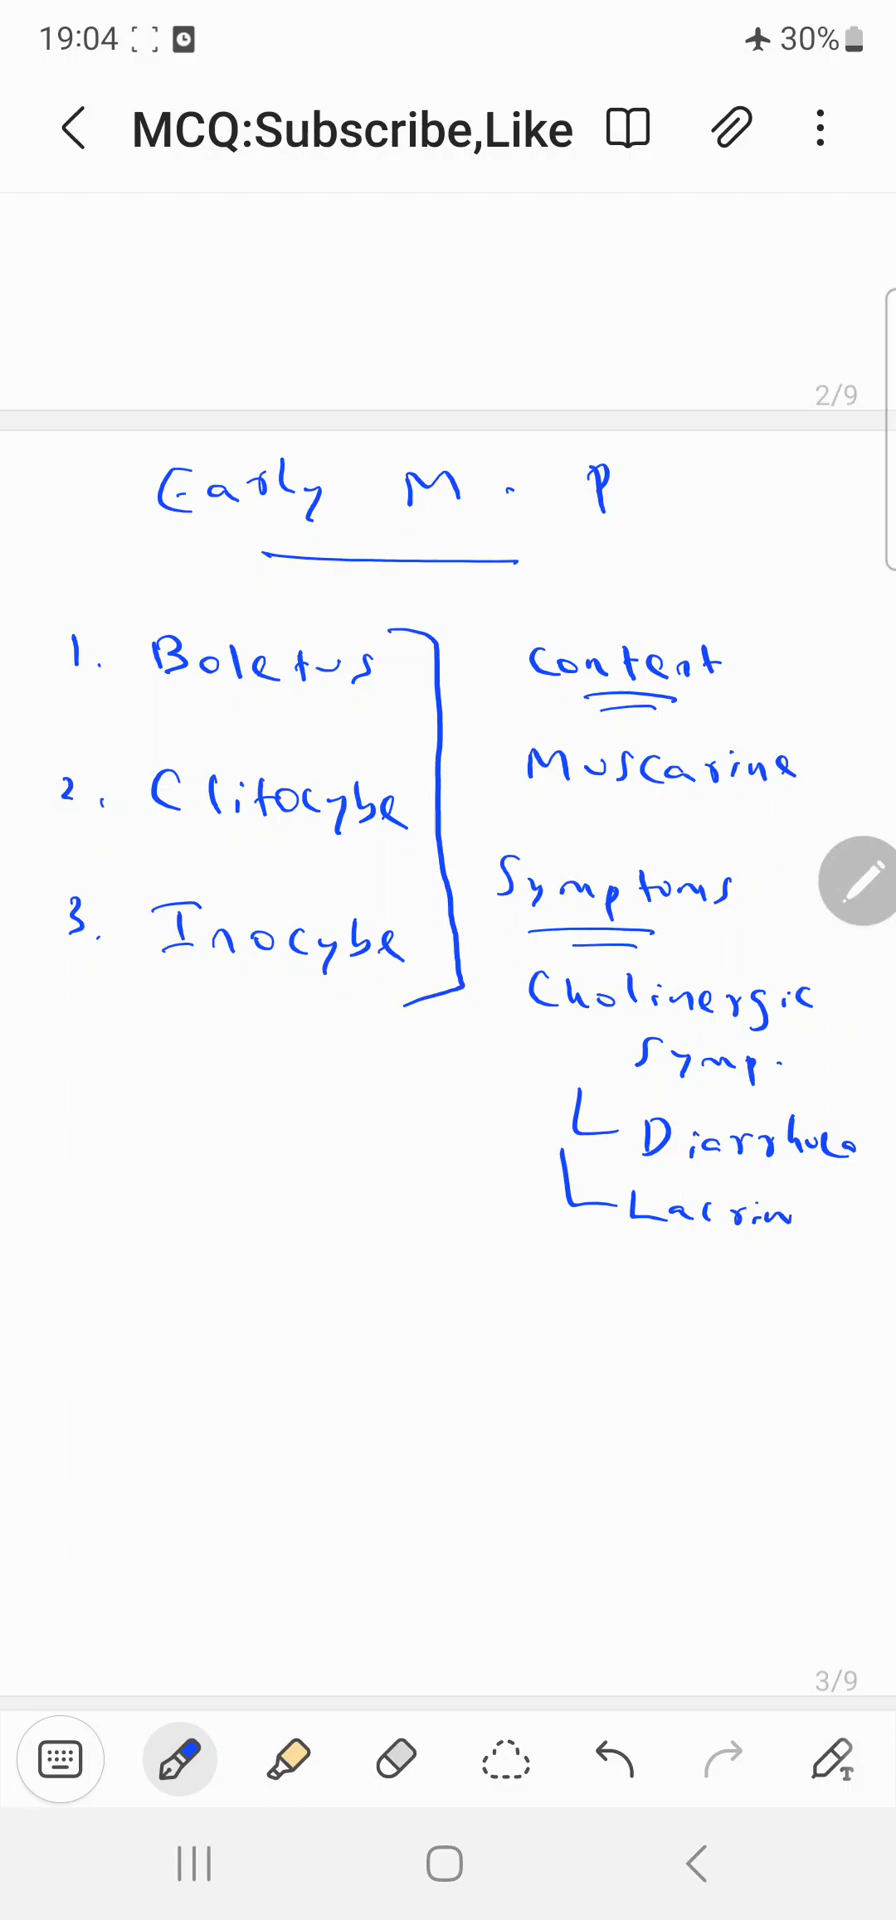 19:04 30%
MCQ:Subscribe,Like
2/9
Early M. P
1. Boletus
2. Clitocybe
3. Inocybe
Content
Muscarine
Symptoms
Cholinergic
Symp.
Diarrhoea
Lacrim
3/9